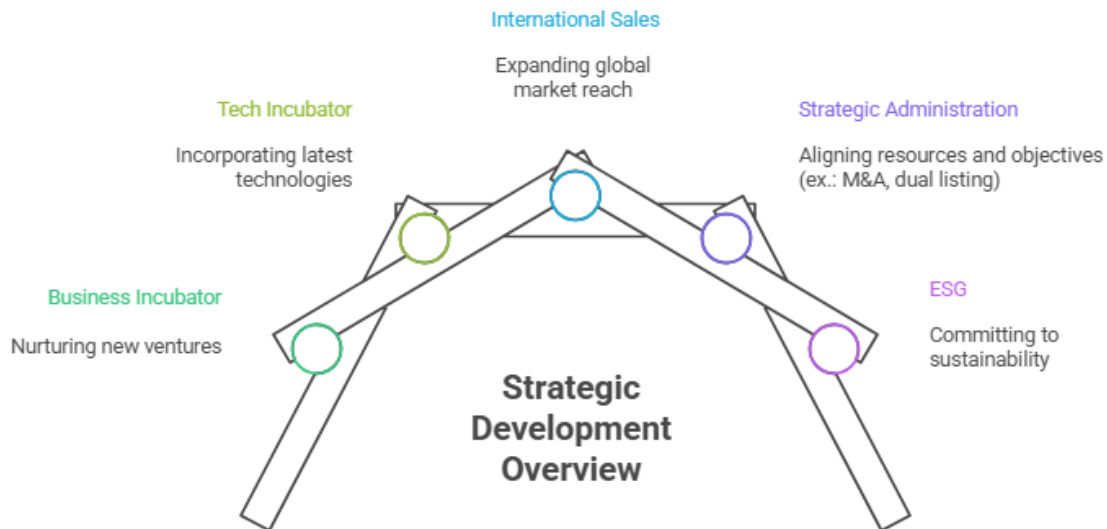 International Sales
Expanding global
market reach
Tech Incubator
Incorporating latest
technologies
Strategic Administration
Aligning resources and objectives
(ex.: M&A, dual listing)
Business Incubator
Nurturing new ventures
ESG
Committing to
sustainability
Strategic
Development
Overview